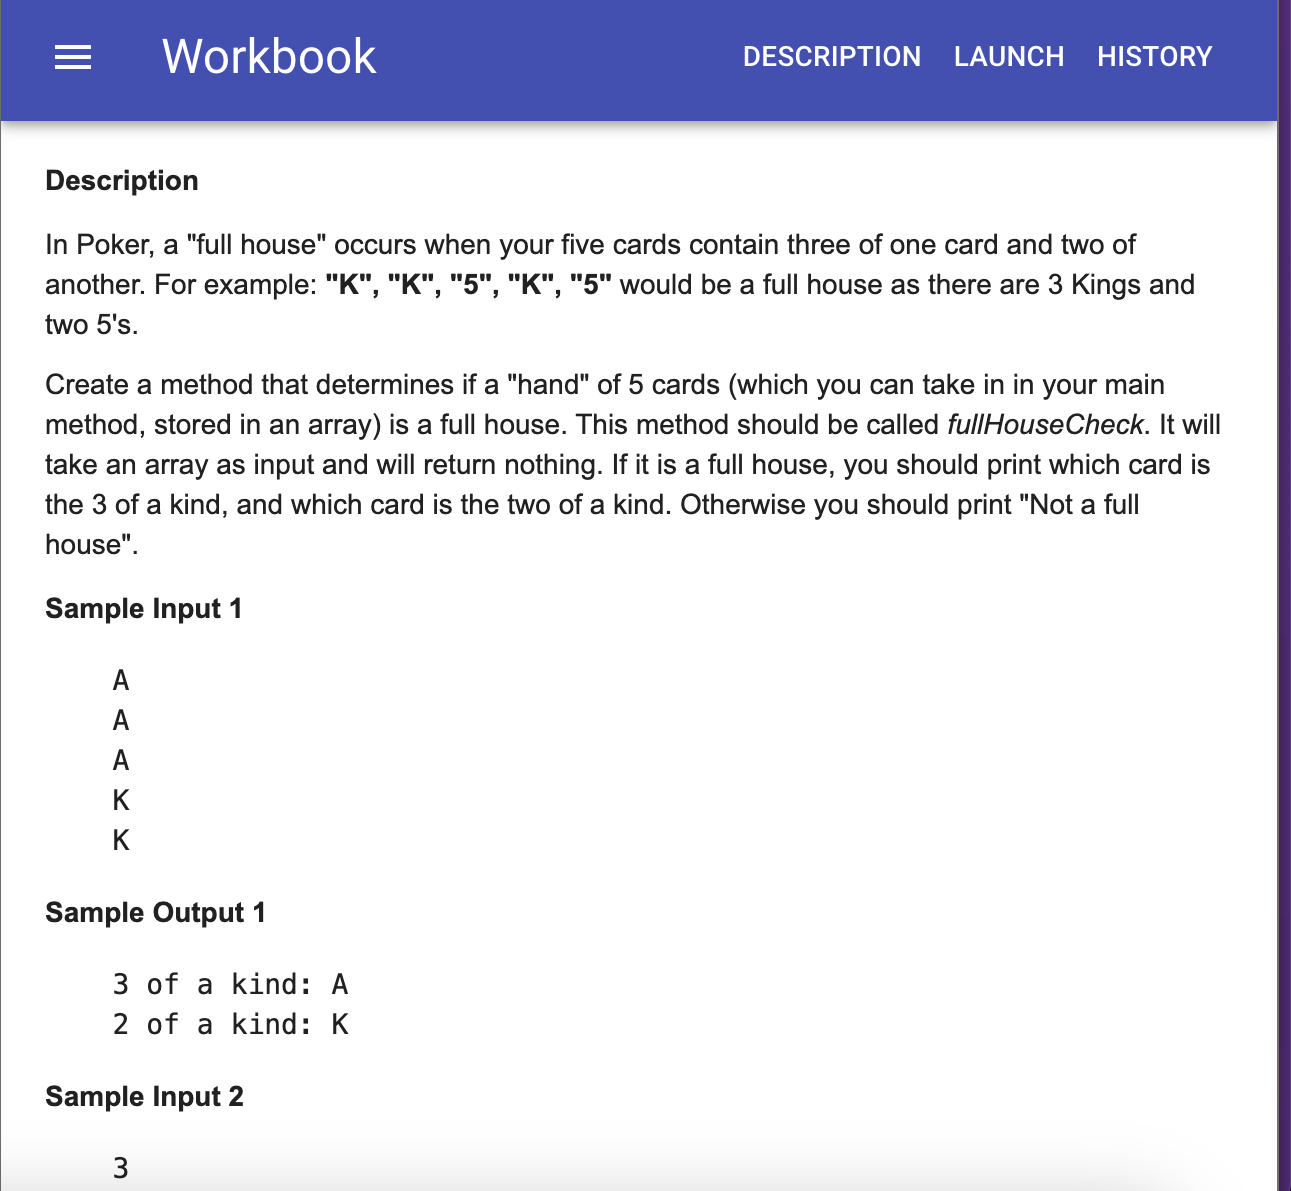 Workbook
DESCRIPTION LAUNCH HISTORY
Description
In Poker, a "full house" occurs when your five cards contain three of one card and two of
another. For example: "K", "K", "5", "K", "5" would be a full house as there are 3 Kings and
two 5's.
Create a method that determines if a "hand" of 5 cards (which you can take in in your main
method, stored in an array) is a full house. This method should be called fullHouseCheck. It will
take an array as input and will return nothing. If it is a full house, you should print which card is
the 3 of a kind, and which card is the two of a kind. Otherwise you should print "Not a full
house".
Sample Input 1
A
A
A
K
K
Sample Output 1
3 of a kind: A
2 of a kind: K
Sample Input 2
3